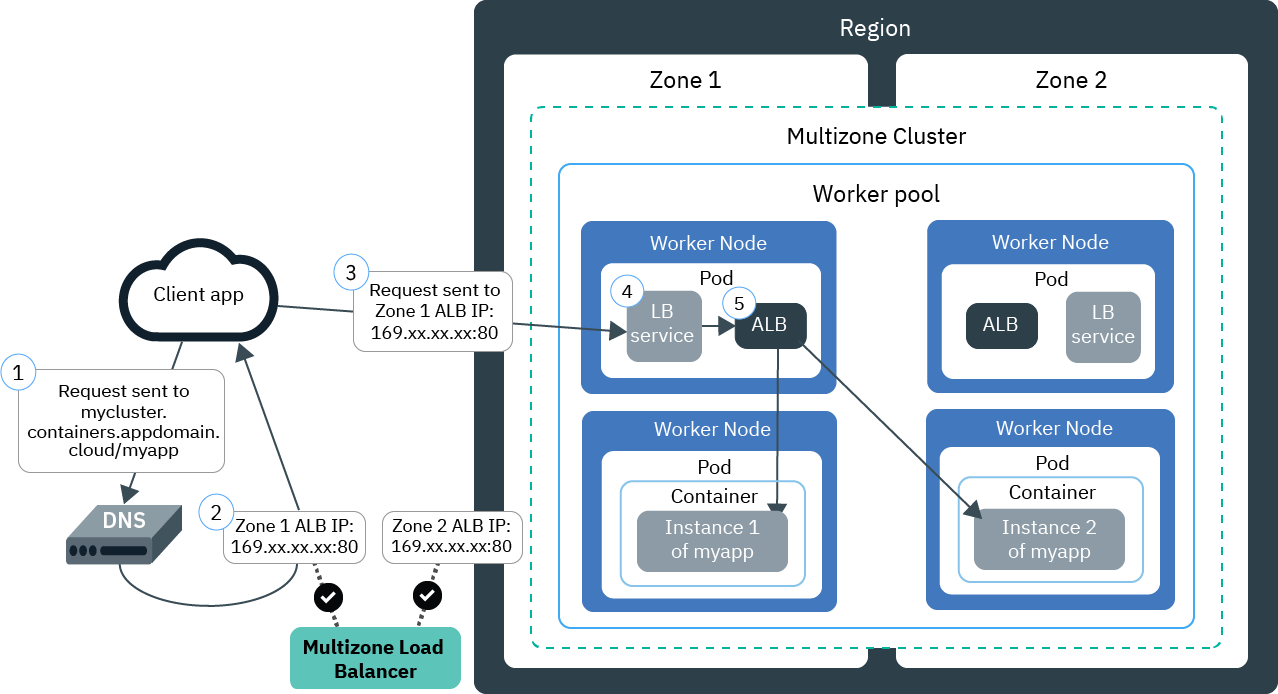 Region
Zone 1
Zone 2
Multizone Cluster
Worker pool
Client app
1
Request sent to
mycluster.
containers.appdomain.
cloud/myapp
DNS
2
Zone 1 ALB IP:
169.xx.xx.xx:80
Zone 2 ALB IP:
169.xx.xx.xx:80
Multizone Load
Balancer
3
Request sent to
Zone 1 ALB IP:
169.xx.xx.xx:80
Worker Node
Pod
4
LB
service
5
ALB
Worker Node
Pod
ALB
LB
service
Worker Node
Pod
Container
Instance 1
of myapp
Worker Node
Pod
Container
Instance 2
of myapp